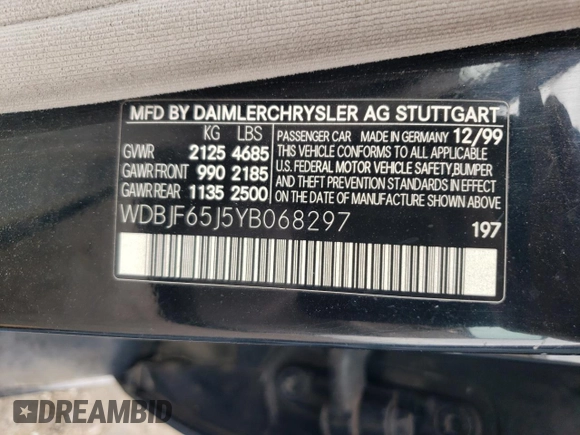 MFD BY DAIMLERCHRYSLER AG STUTTGART
KG LBS
GVWR 2125 4685
GAWR FRONT 990 2185
GAWR REAR 1135 2500
PASSENGER CAR MADE IN GERMANY 12/99
THIS VEHICLE CONFORMS TO ALL APPLICABLE
U.S. FEDERAL MOTOR VEHICLE SAFETY, BUMPER
AND THEFT PREVENTION STANDARDS IN EFFECT
ON THE DATE OF MANUFACTURE SHOWN ABOVE
WDBJF65J5YB068297
197
DREAMBID